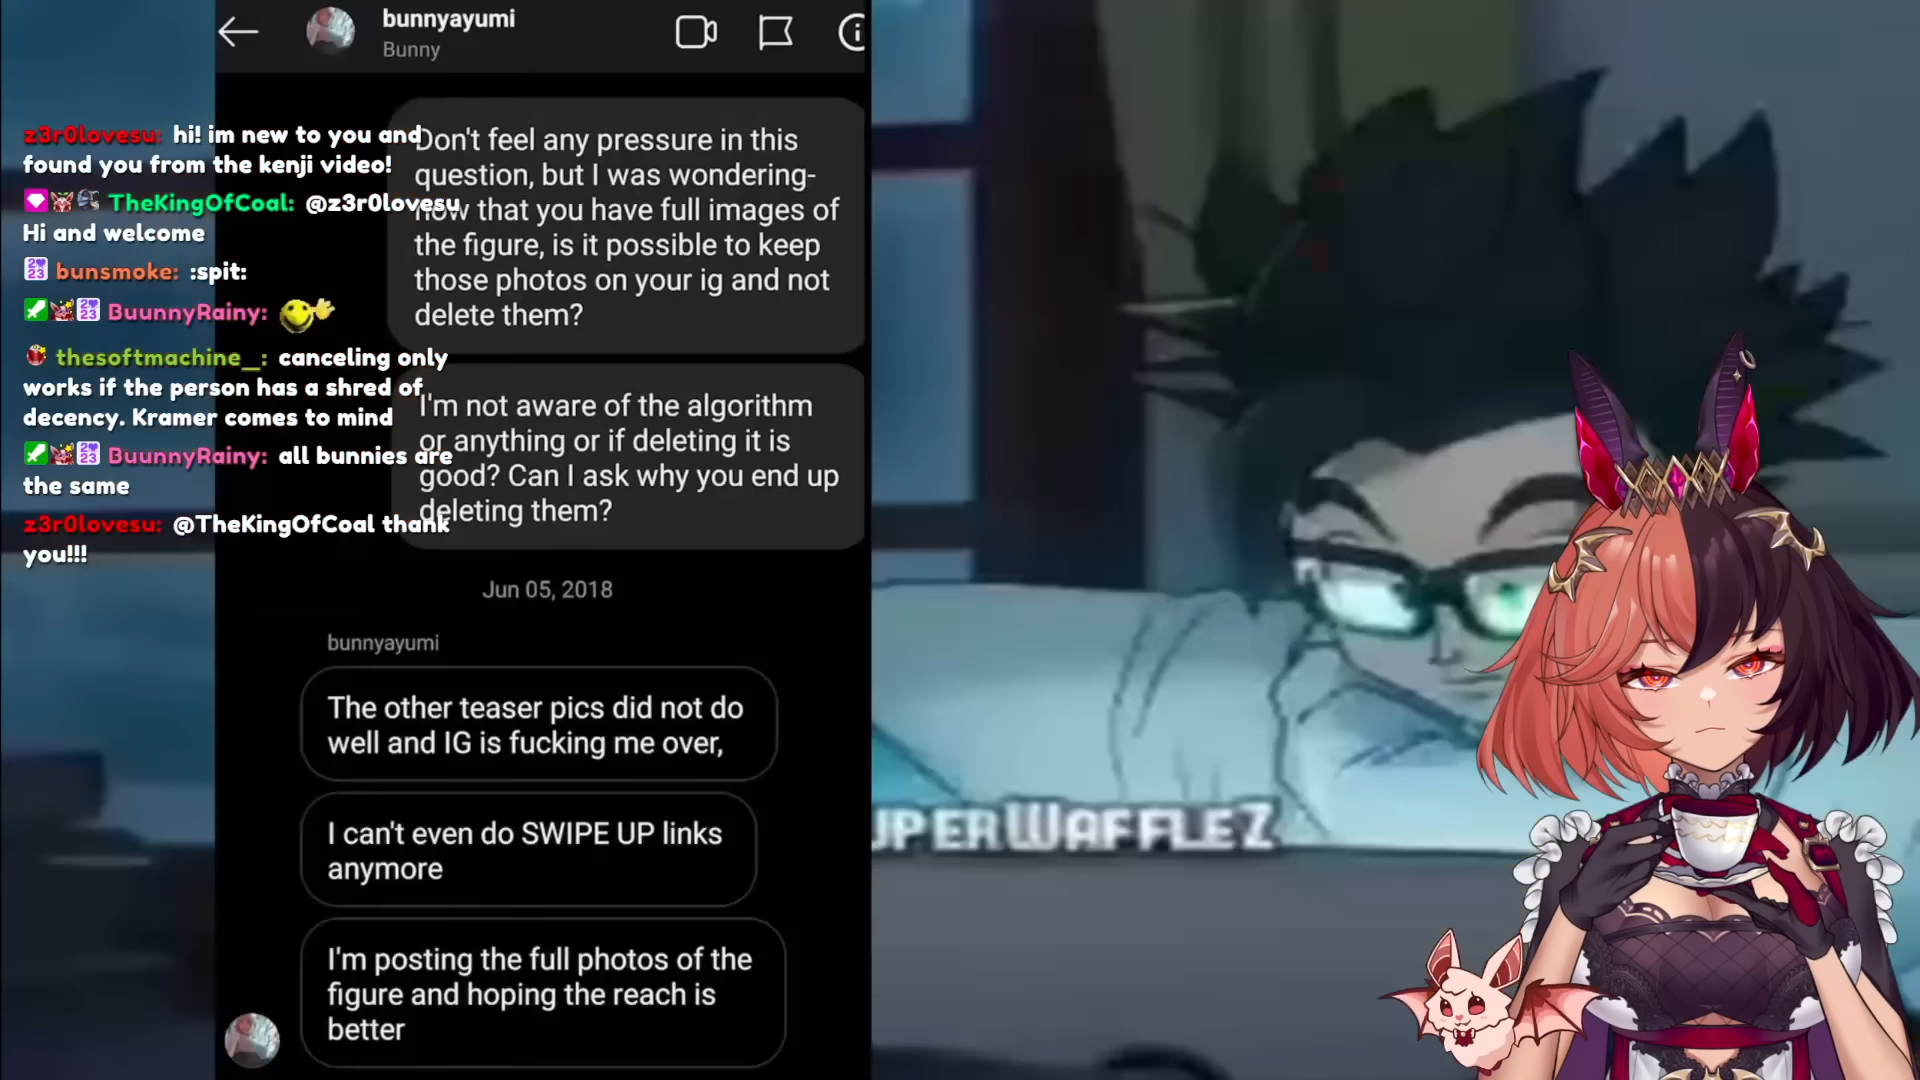 bunnyayumi
Bunny
z3r0lovesu: hi! im new to you and
found you from the kenji video!
TheKingOfCoal: @z3r0lovesu
Hi and welcome
bunsmoke: :spit:
BuunnyRainy:
thesoftmachine_: canceling only
works if the person has a shred of
decency. Kramer comes to mind
BuunnyRainy: all bunnies are
the same
z3r0lovesu: @TheKingOfCoal thank
you!!!
Don't feel any pressure in this
question, but I was wondering-
now that you have full images of
the figure, is it possible to keep
those photos on your ig and not
delete them?
I'm not aware of the algorithm
or anything or if deleting it is
good? Can I ask why you end up
deleting them?
Jun 05, 2018
bunnyayumi
The other teaser pics did not do
well and IG is fucking me over,
I can't even do SWIPE UP links
anymore
I'm posting the full photos of the
figure and hoping the reach is
better
UPERWAFFLEZ